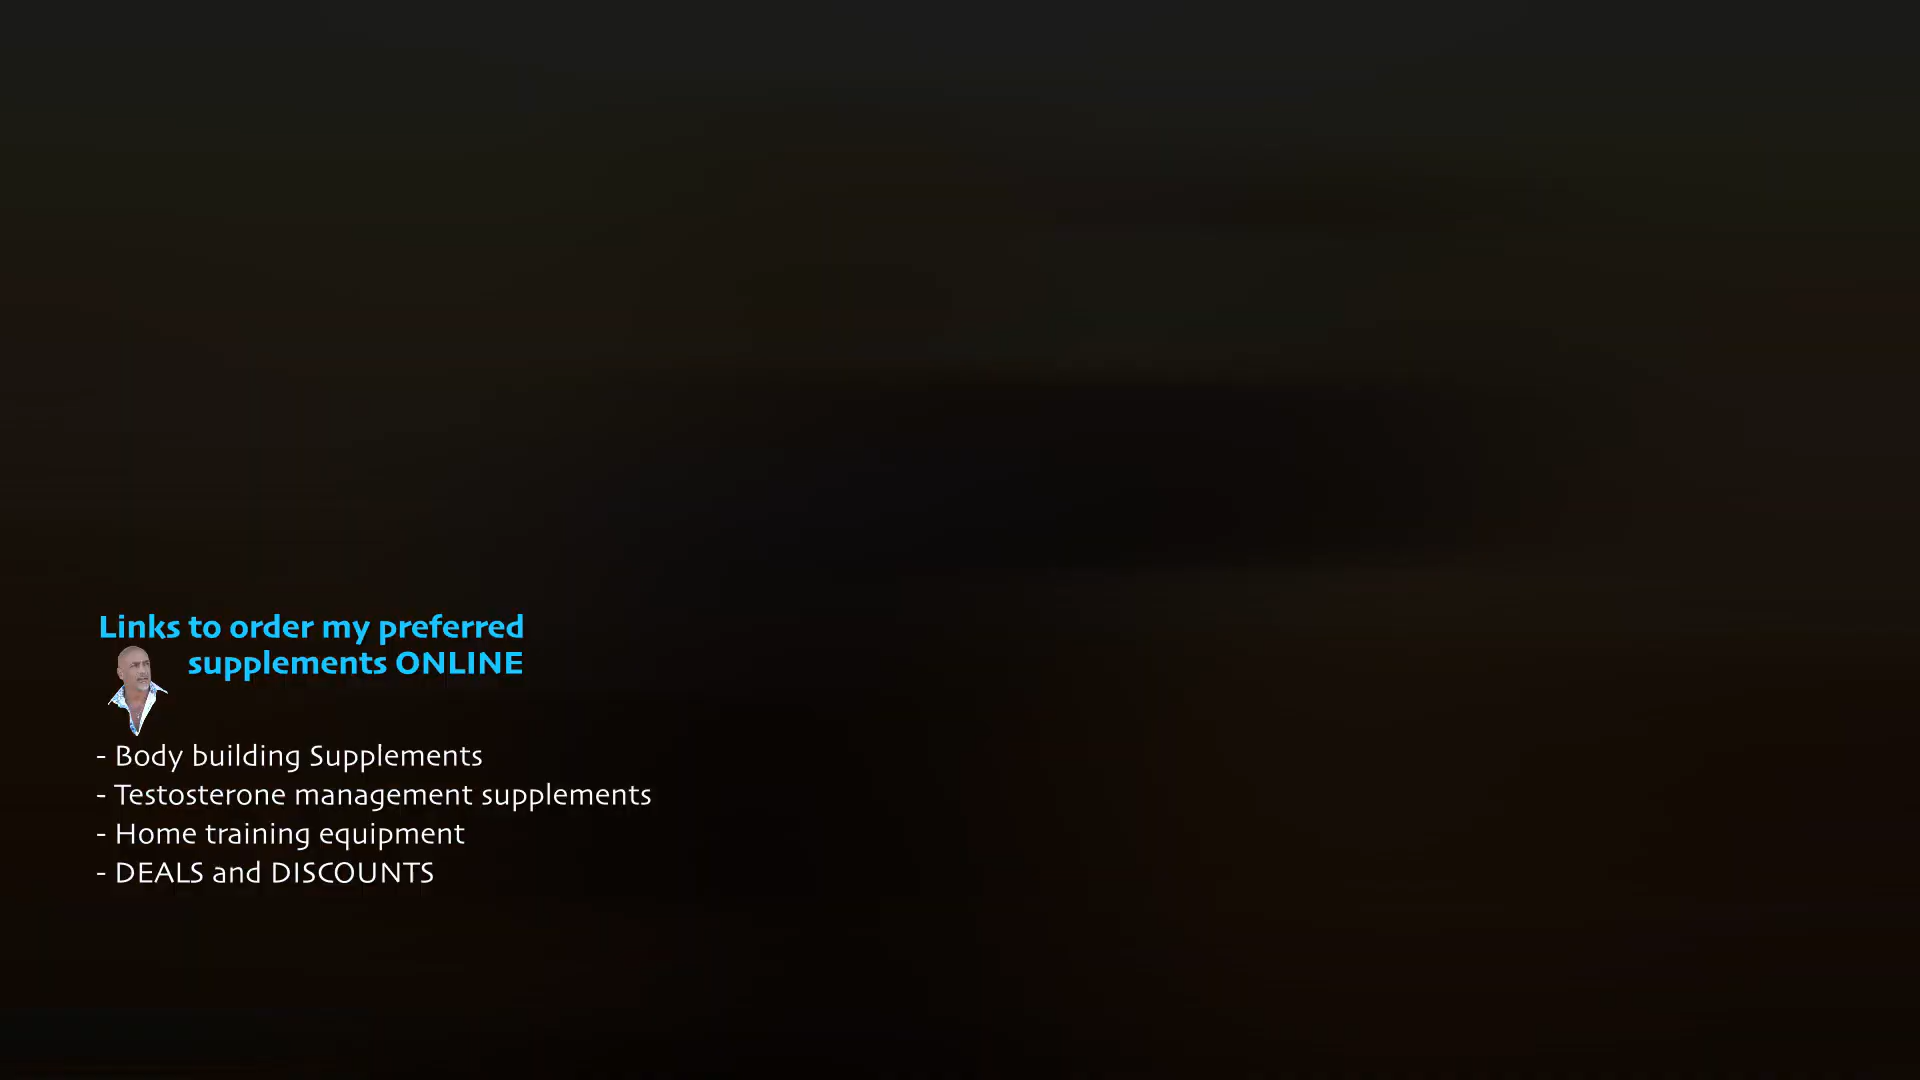 Links to order my preferred
supplements ONLINE
- Body building Supplements
- Testosterone management supplements
- Home training equipment
- DEALS and DISCOUNTS